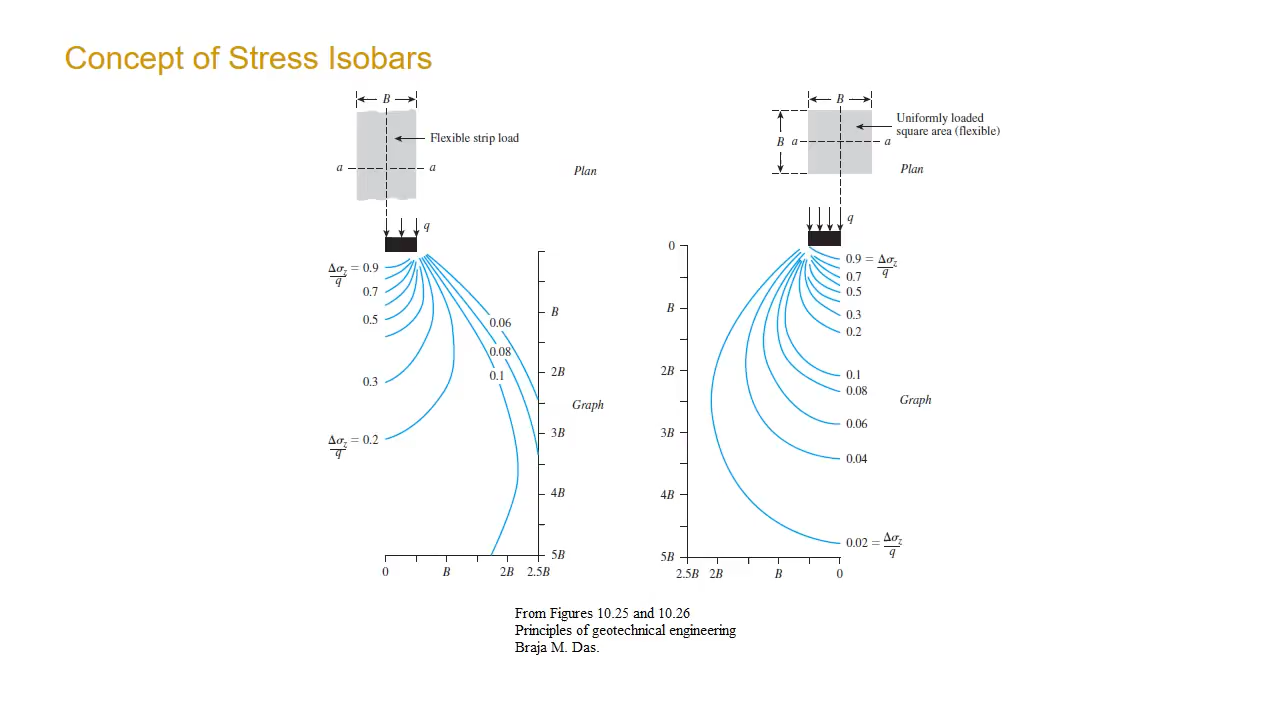 Concept of Stress Isobars
B
Flexible strip load
a
a
Plan
q
Δσz/q = 0.9
0.7
0.5
0.3
Δσz/q = 0.2
0.06
0.08
0.1
B
2B
3B
4B
5B
Graph
0
B
2B
2.5B
B
Uniformly loaded
square area (flexible)
B
a
a
Plan
q
0
B
2B
3B
4B
5B
0.9 = Δσz/q
0.7
0.5
0.3
0.2
0.1
0.08
0.06
0.04
0.02 = Δσz/q
Graph
2.5B
2B
B
0
From Figures 10.25 and 10.26
Principles of geotechnical engineering
Braja M. Das.